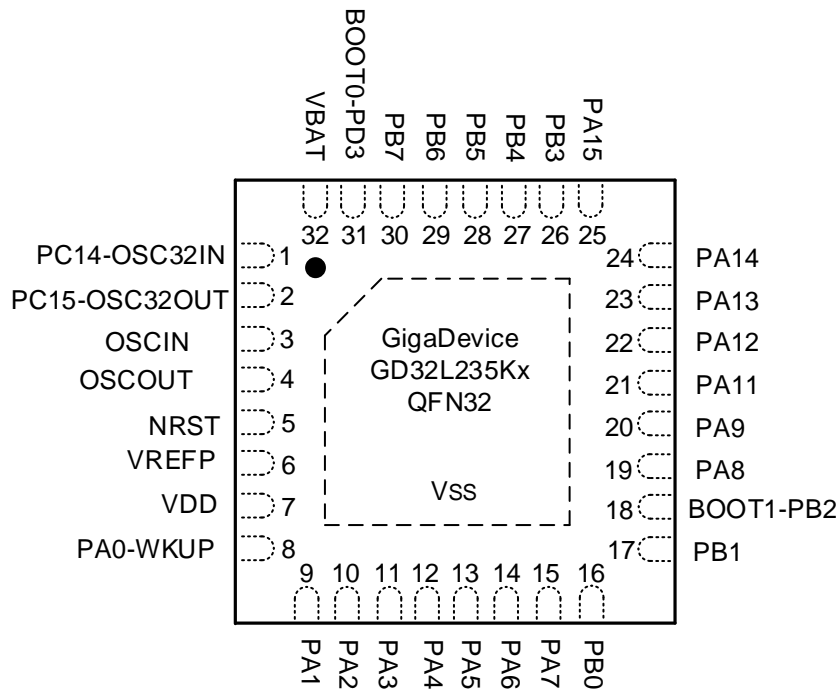 VBAT
BOOT0-PD3
PB7
PB6
PB5
PB4
PB3
PA15
32 31 30 29 28 27 26 25
PC14-OSC32IN 1
PC15-OSC32OUT 2
OSCIN 3
OSCOUT 4
NRST 5
VREFP 6
VDD 7
PA0-WKUP 8
GigaDevice
GD32L235Kx
QFN32
VSS
24 PA14
23 PA13
22 PA12
21 PA11
20 PA9
19 PA8
18 BOOT1-PB2
17 PB1
9 10 11 12 13 14 15 16
PA1
PA2
PA3
PA4
PA5
PA6
PA7
PB0